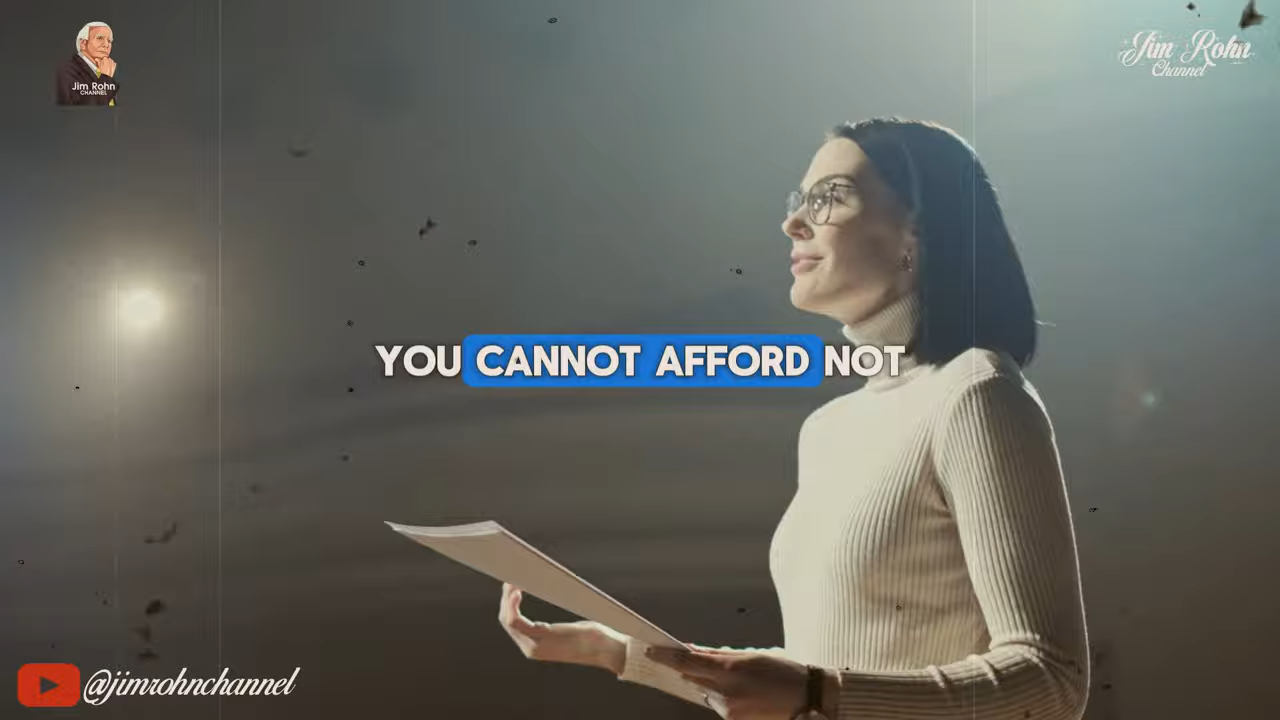 Jim Rohn
CHANNEL
Jim Rohn
Channel
YOU CANNOT AFFORD NOT
@jimrohnchannel